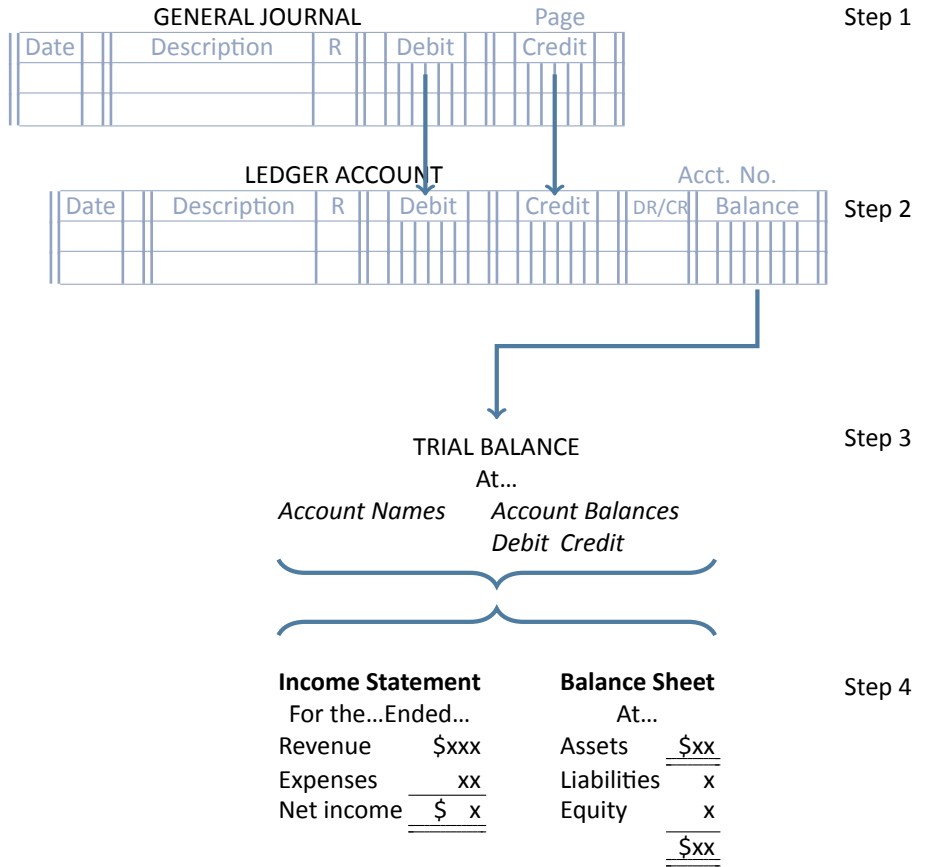 GENERAL JOURNAL Page Step 1
Date Description R Debit Credit
LEDGER ACCOUNT Acct. No.
Date Description R Debit Credit DR/CR Balance Step 2
TRIAL BALANCE Step 3
At…
Account Names Account Balances
Debit Credit
Income Statement Balance Sheet Step 4
For the…Ended… At…
Revenue $xxx Assets $xx
Expenses xx Liabilities x
Net income $ x Equity x
$xx